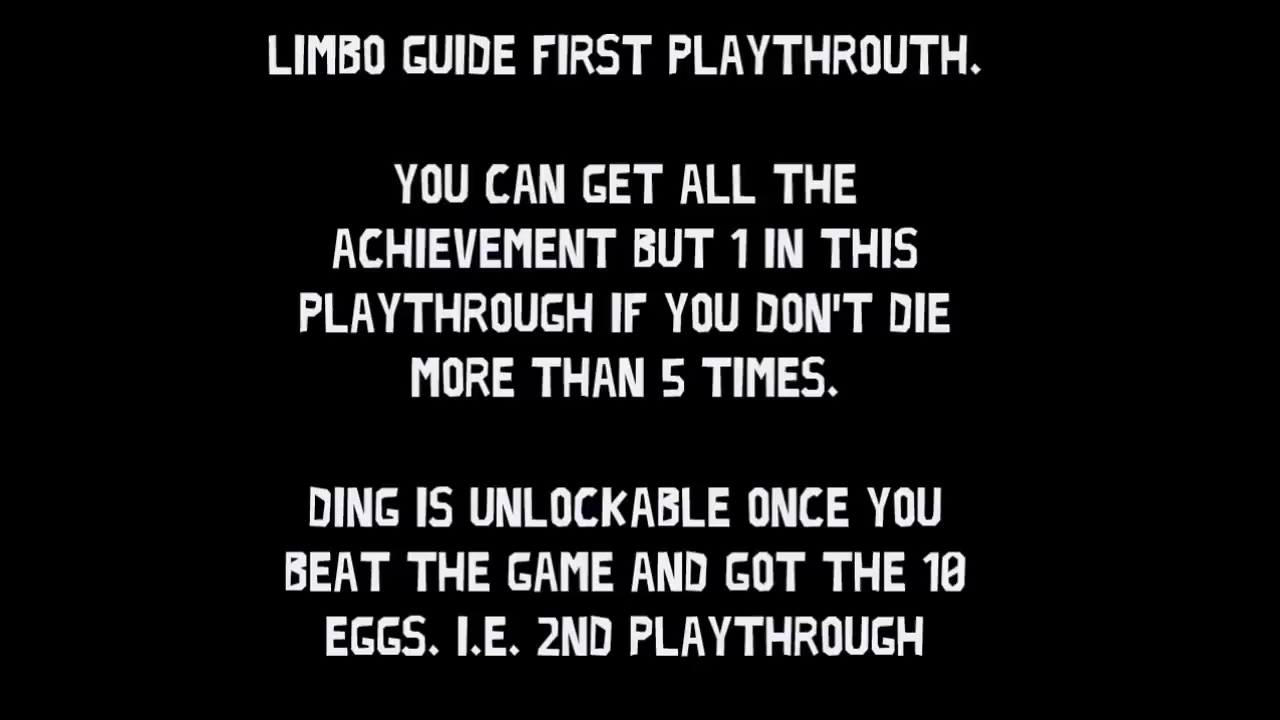 LIMBO GUIDE FIRST PLAYTHROUTH.
YOU CAN GET ALL THE
ACHIEVEMENT BUT 1 IN THIS
PLAYTHROUGH IF YOU DON'T DIE
MORE THAN 5 TIMES.
DING IS UNLOCKABLE ONCE YOU
BEAT THE GAME AND GOT THE 10
EGGS. I.E. 2ND PLAYTHROUGH